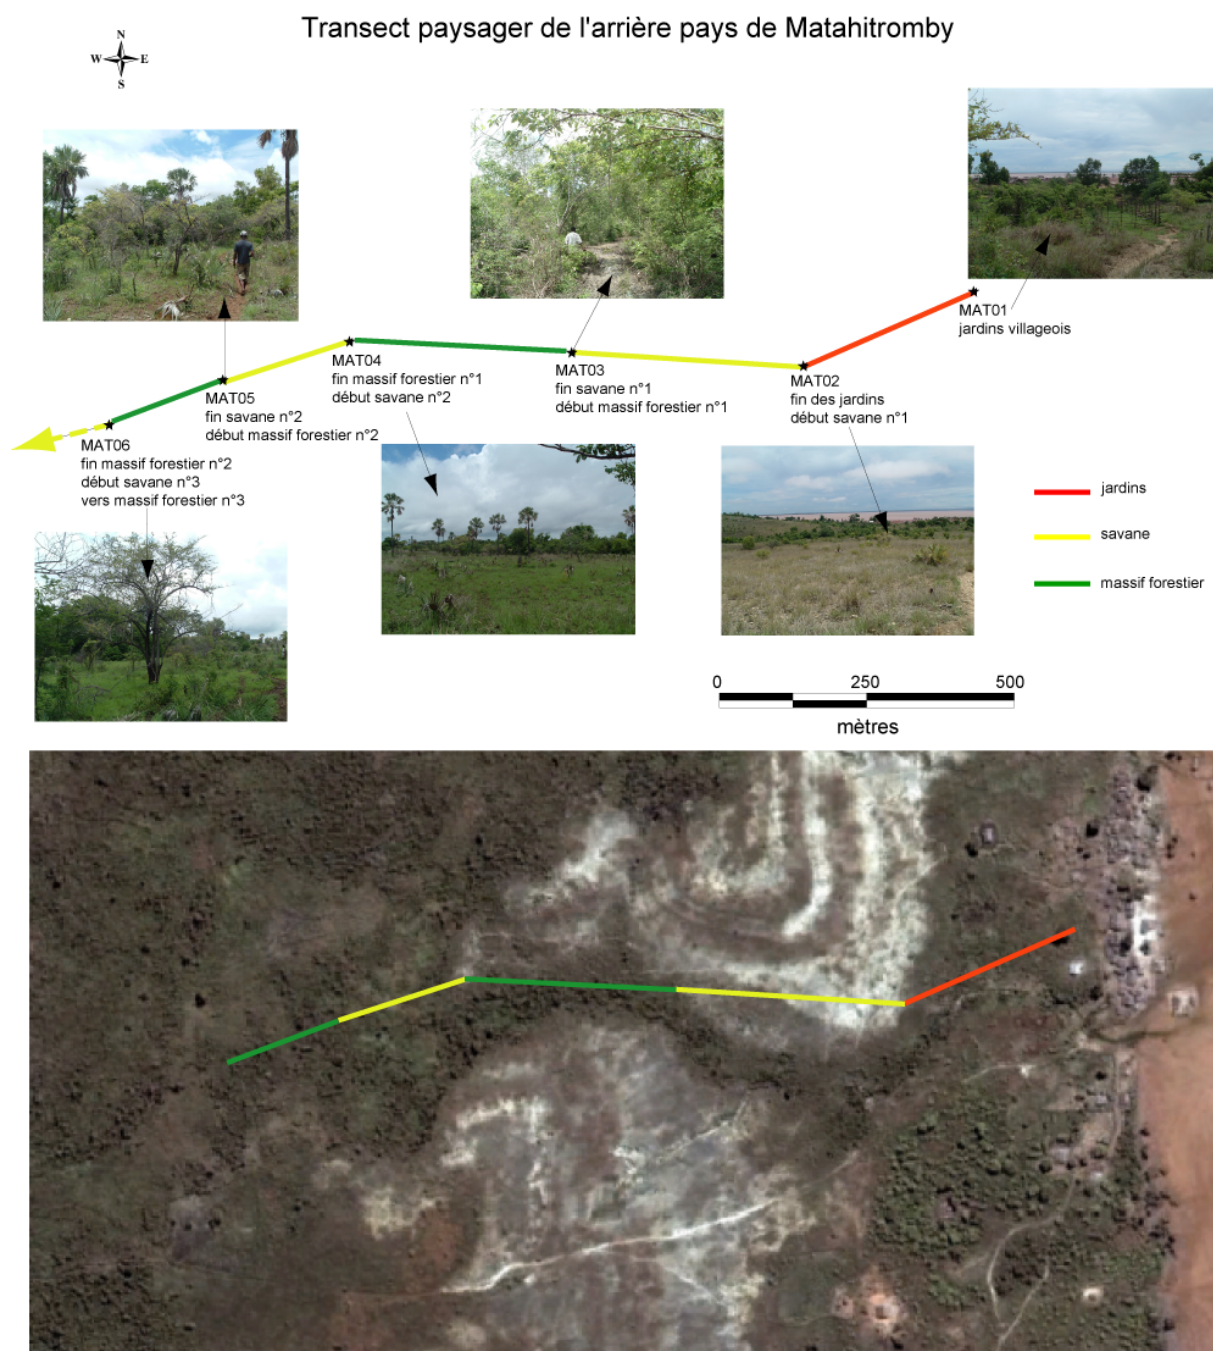 Transect paysager de l'arrière pays de Matahitromby
N
W E
S
MAT01
jardins villageois
MAT02
fin des jardins
début savane n°1
MAT03
fin savane n°1
début massif forestier n°1
MAT04
fin massif forestier n°1
début savane n°2
MAT05
fin savane n°2
début massif forestier n°2
MAT06
fin massif forestier n°2
début savane n°3
vers massif forestier n°3
jardins
savane
massif forestier
0 250 500
mètres